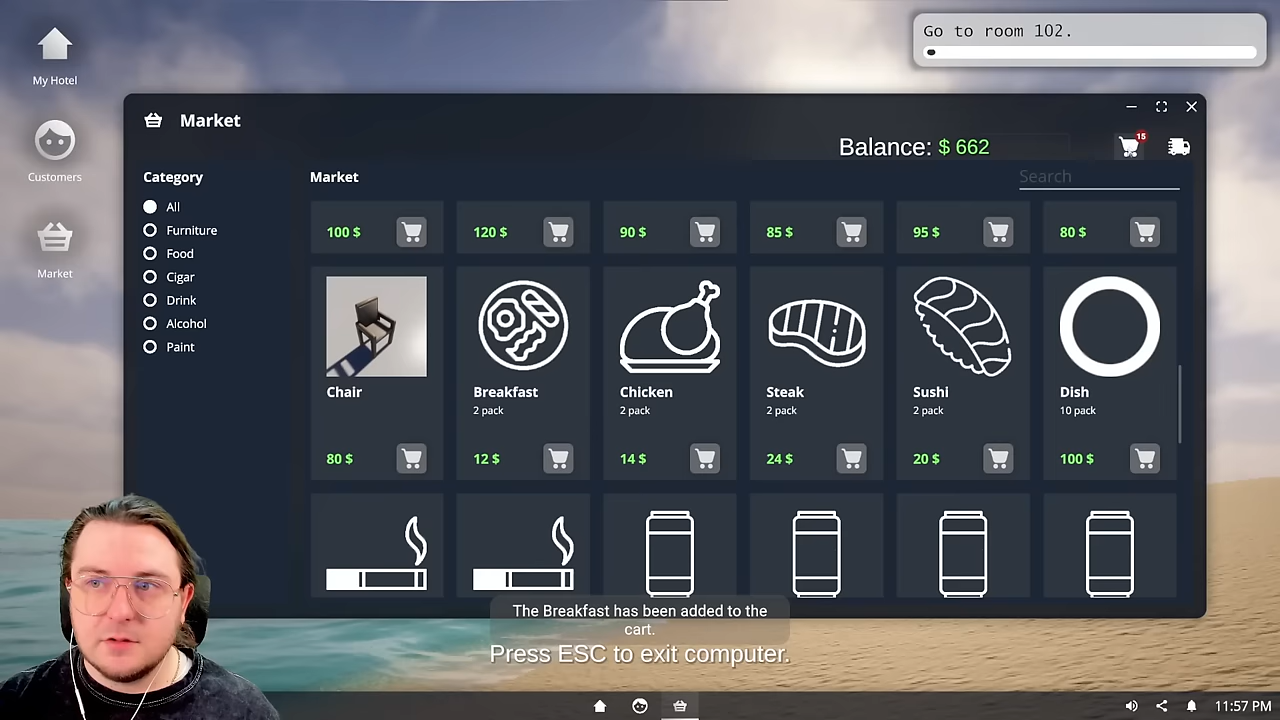 Go to room 102.
My Hotel
Customers
Market
Market
Balance: $ 662
15
Category
All
Furniture
Food
Cigar
Drink
Alcohol
Paint
Market
Search
100 $
120 $
90 $
85 $
95 $
80 $
Chair
80 $
Breakfast
2 pack
12 $
Chicken
2 pack
14 $
Steak
2 pack
24 $
Sushi
2 pack
20 $
Dish
10 pack
100 $
The Breakfast has been added to the
cart.
Press ESC to exit computer.
11:57 PM